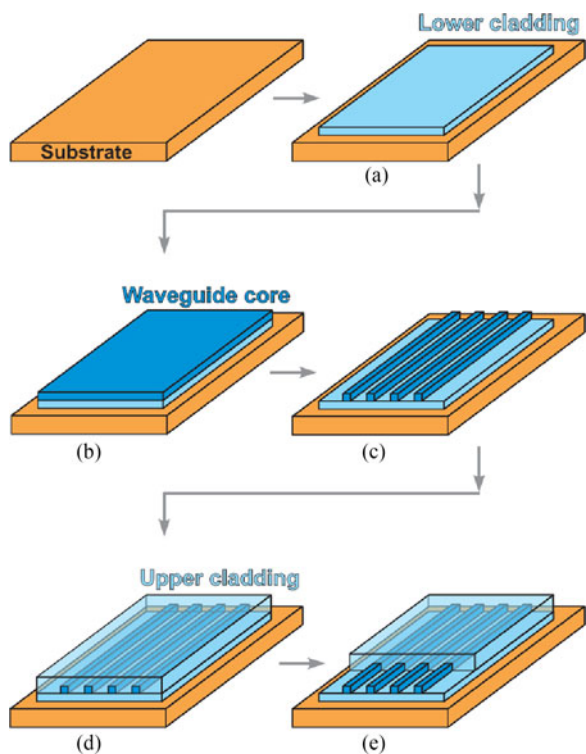 Lower cladding
Substrate
(a)
Waveguide core
(b)
(c)
Upper cladding
(d)
(e)